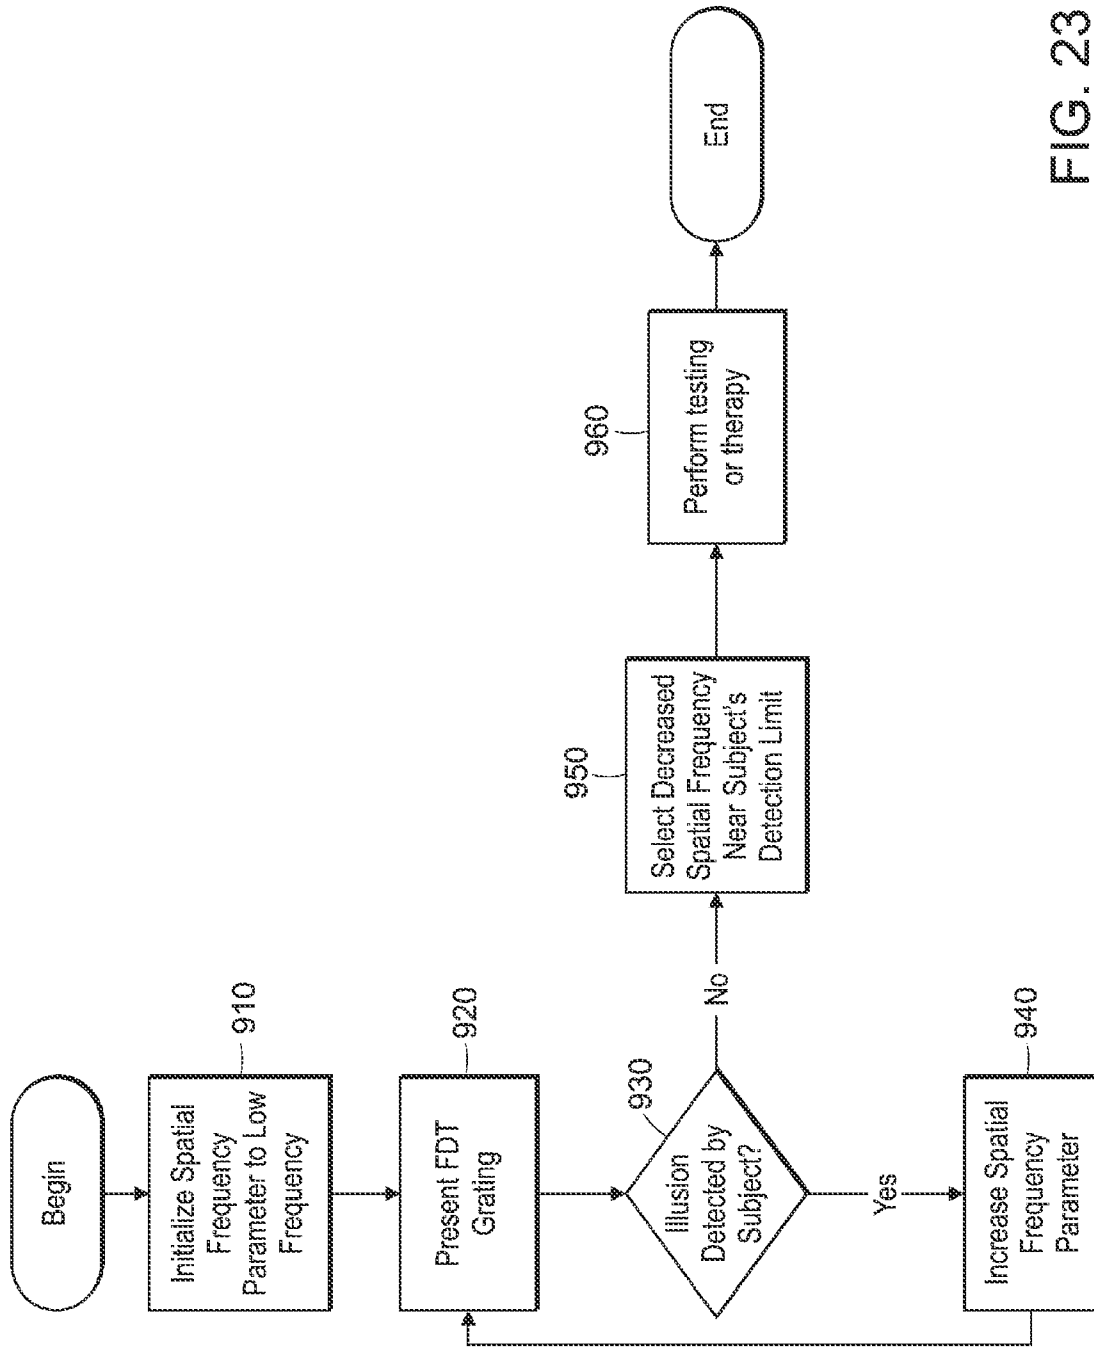 Begin
910
Initialize Spatial
Frequency
Parameter to Low
Frequency
920
Present FDT
Grating
930
Illusion
Detected by
Subject?
Yes
940
Increase Spatial
Frequency
Parameter
No
950
Select Decreased
Spatial Frequency
Near Subject's
Detection Limit
960
Perform testing
or therapy
End
FIG. 23